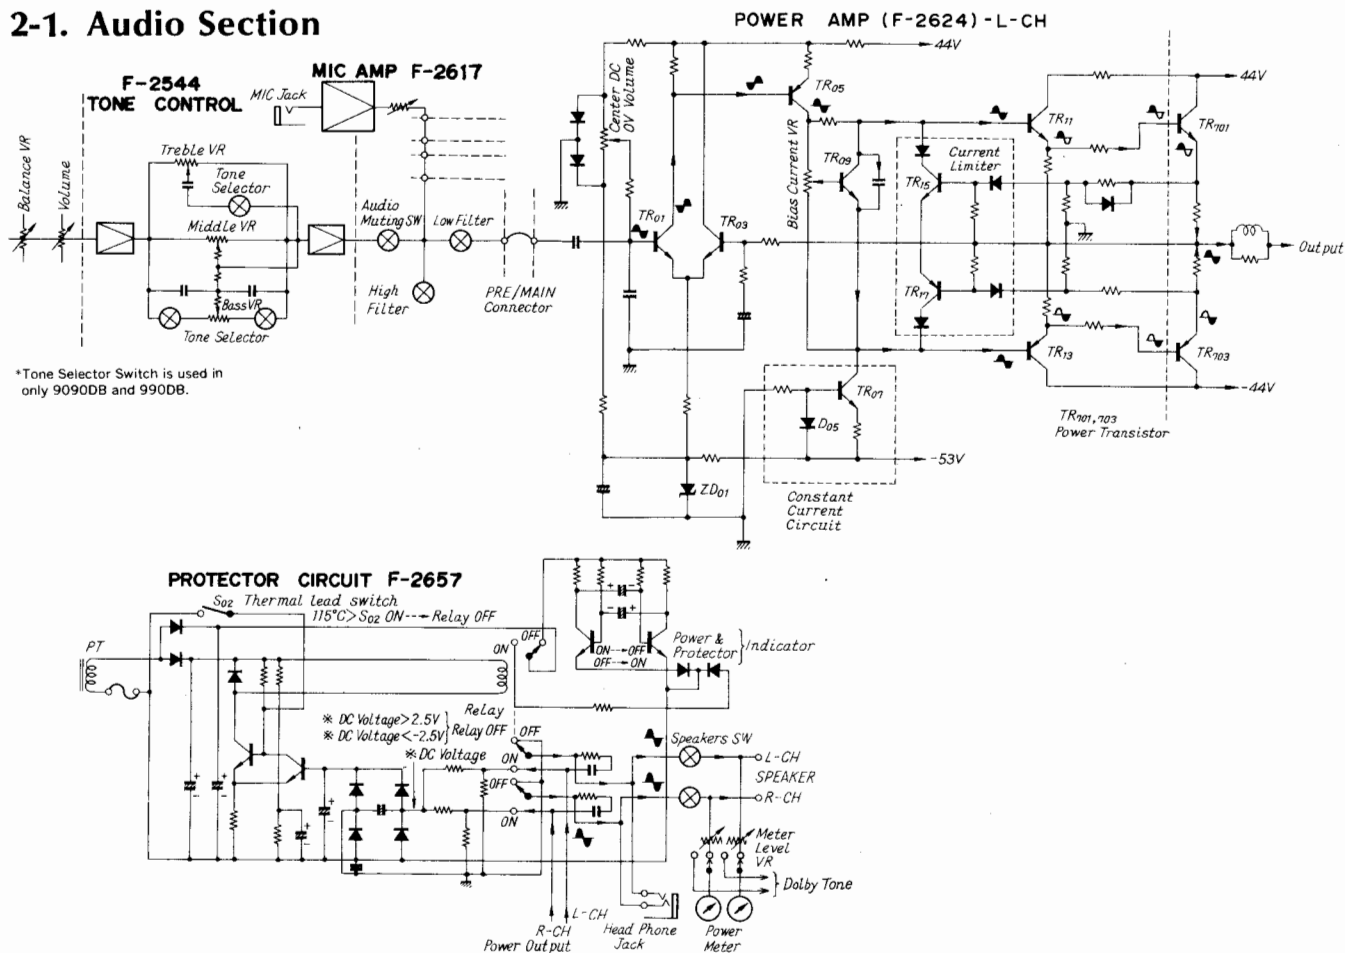 2-1. Audio Section
POWER AMP (F-2624)-L-CH
F-2544
TONE CONTROL
MIC AMP F-2617
MIC Jack
Balance VR
Volume
Treble VR
Tone
Selector
Middle VR
Bass VR
Tone Selector
Audio
Muting SW
Low Filter
High
Filter
PRE/MAIN
Connector
*Tone Selector Switch is used in
only 9090DB and 990DB.
Center DC
0V Volume
44V
TR05
TR01
TR03
Bias Current VR
TR09
Current
Limiter
TR15
TR17
TR11
TR701
44V
Output
TR13
TR703
-44V
TR701,703
Power Transistor
TR07
D05
-53V
ZD01
Constant
Current
Circuit
PROTECTOR CIRCUIT F-2657
S02 Thermal lead switch
115°C>S02 ON---→Relay OFF
PT
ON
OFF
ON--→OFF
OFF--→ON
Power &
Protector
Indicator
Relay
※ DC Voltage>2.5V
※ DC Voltage<-2.5V
Relay OFF
※ DC Voltage
OFF
ON
OFF
ON
Speakers SW
L-CH
SPEAKER
R-CH
Meter
Level
VR
Dolby Tone
L-CH
R-CH
Power Output
Head Phone
Jack
Power
Meter